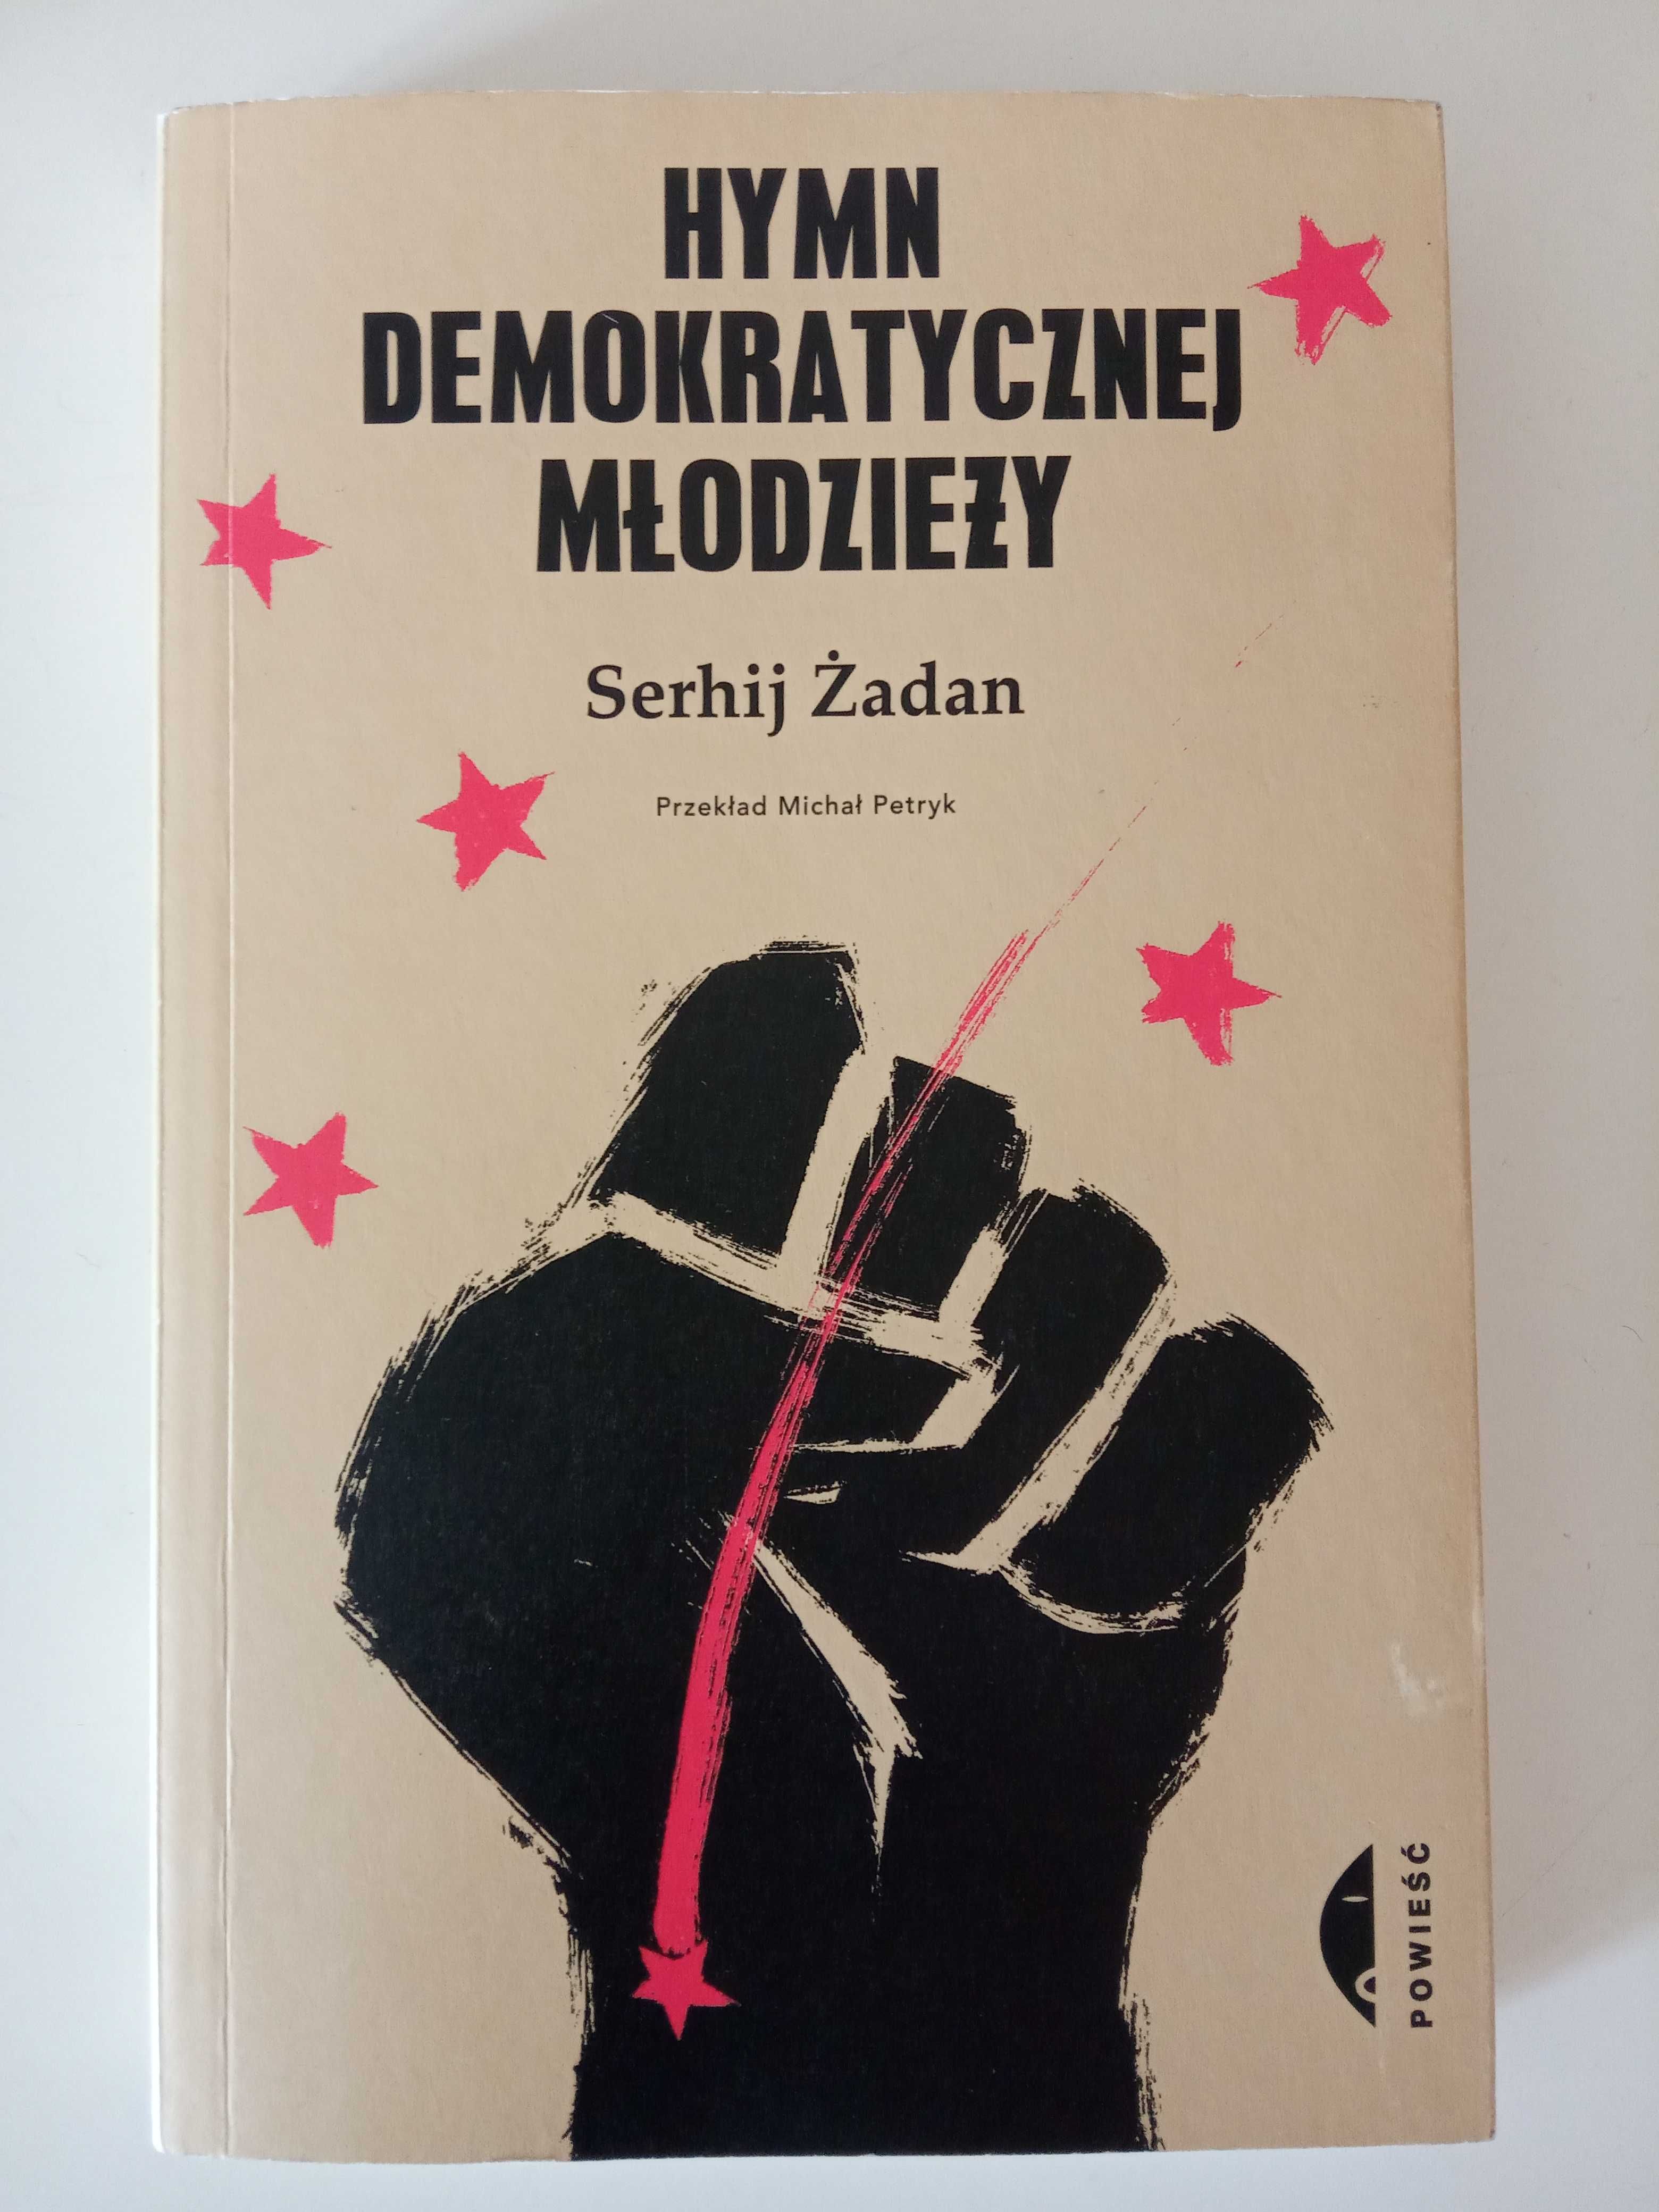 HYMN
DEMOKRATYCZNEJ
MŁODZIEŻY
Serhij Żadan
Przekład Michał Petryk
POWIEŚĆ